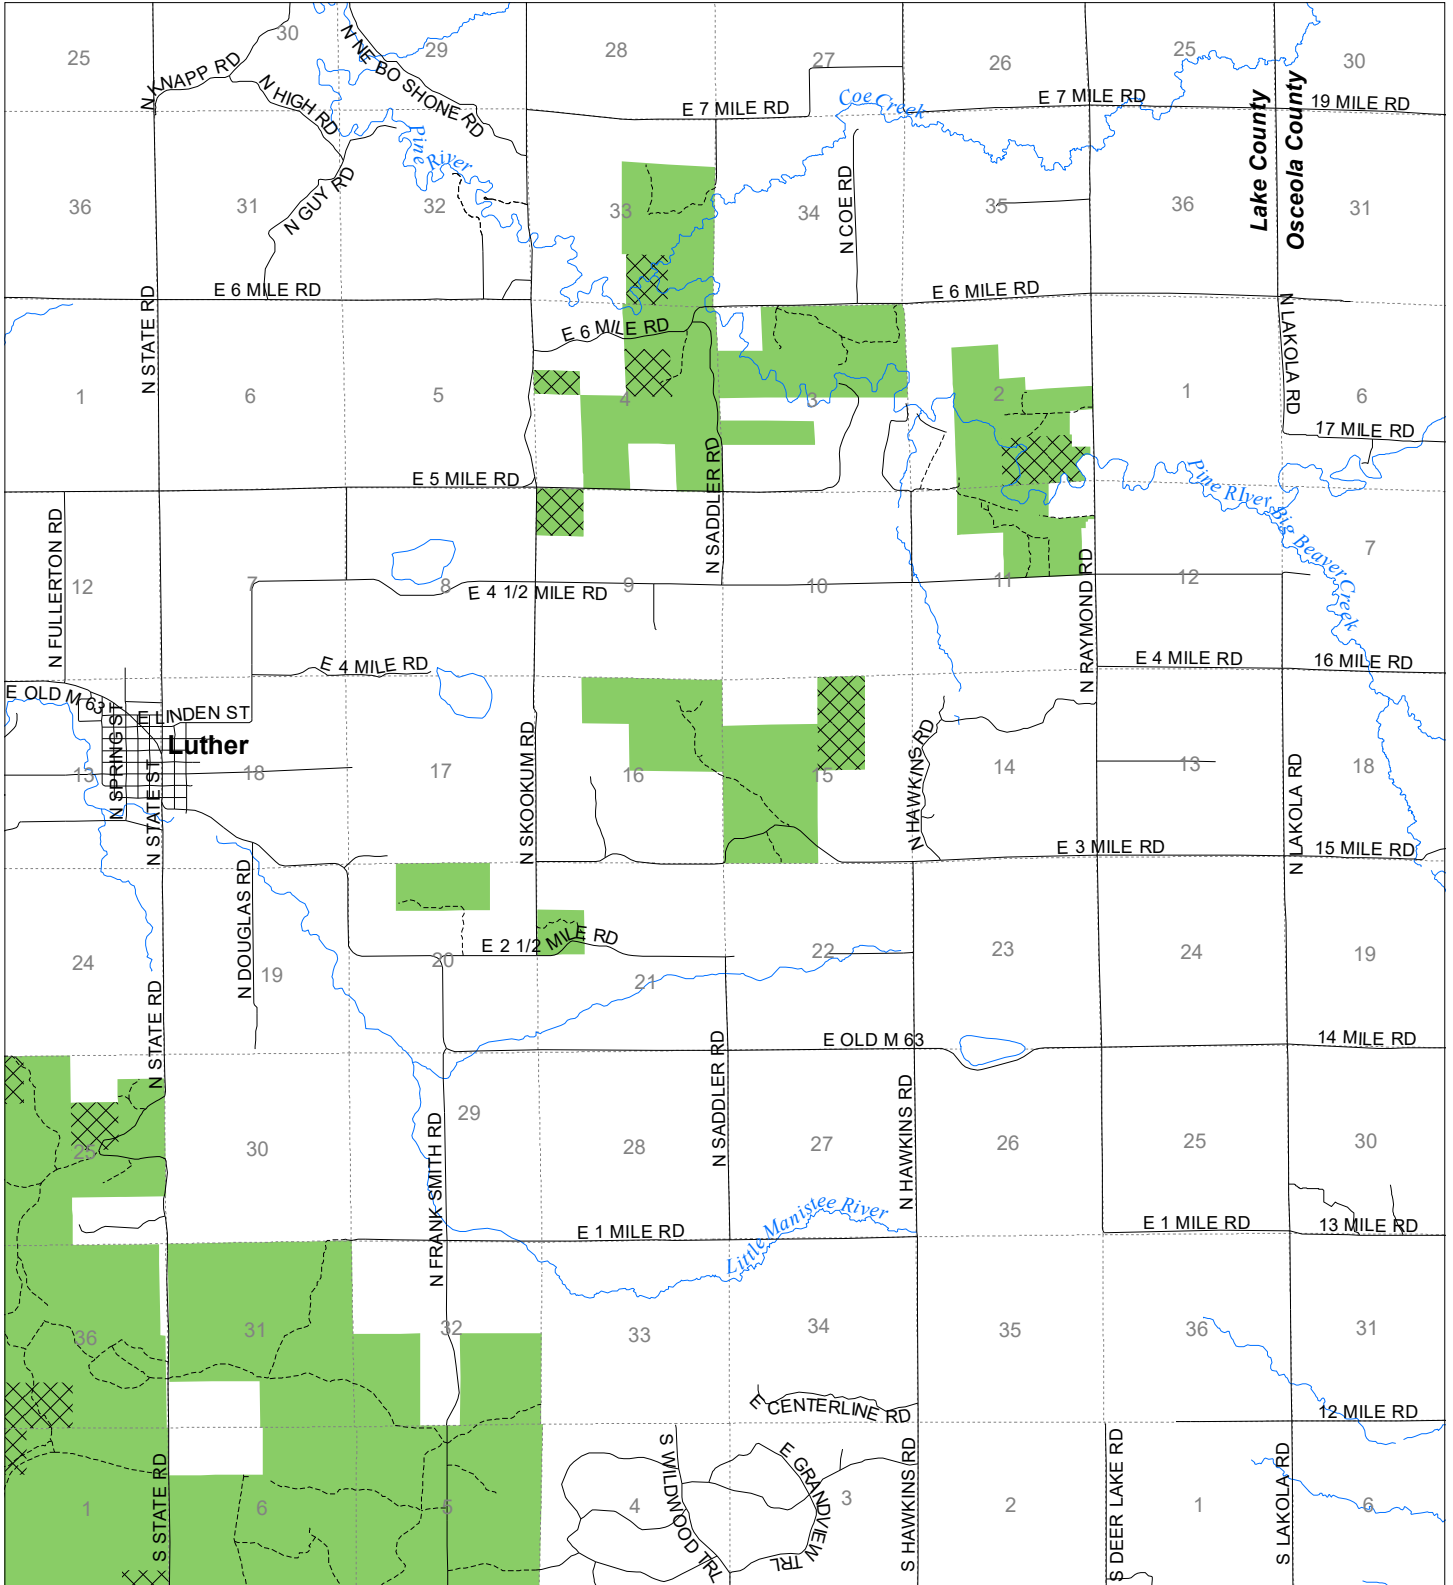 25
30
29
28
27
26
25
30
N KNAPP RD
N HIGH RD
N NE BO SHONE RD
E 7 MILE RD
Coe Creek
E 7 MILE RD
19 MILE RD
Lake County
Osceola County
Pine River
36
31
N GUY RD
32
33
34
N COE RD
35
36
31
E 6 MILE RD
E 6 MILE RD
N STATE RD
E 6 MILE RD
N LAKOLA RD
1
6
5
4
3
2
1
6
17 MILE RD
E 5 MILE RD
N SADDLER RD
Pine RIver
Big Beaver Creek
N FULLERTON RD
12
7
8
E 4 1/2 MILE RD
9
10
11
N RAYMOND RD
12
7
E 4 MILE RD
E 4 MILE RD
16 MILE RD
E OLD M 63
E LINDEN ST
Luther
N SPRING ST
N STATE ST
13
18
17
N SKOOKUM RD
16
15
N HAWKINS RD
14
13
N LAKOLA RD
18
E 3 MILE RD
15 MILE RD
N DOUGLAS RD
24
19
20
E 2 1/2 MILE RD
21
22
23
24
19
N STATE RD
E OLD M 63
14 MILE RD
N SADDLER RD
25
30
N FRANK SMITH RD
29
28
27
N HAWKINS RD
26
25
30
E 1 MILE RD
Little Manistee River
E 1 MILE RD
13 MILE RD
36
31
32
33
34
35
36
31
E CENTERLINE RD
12 MILE RD
S STATE RD
1
6
5
4
S WILDWOOD TRL
E GRANDVIEW TRL
TRL
3
S HAWKINS RD
2
S DEER LAKE RD
1
S LAKOLA RD
6